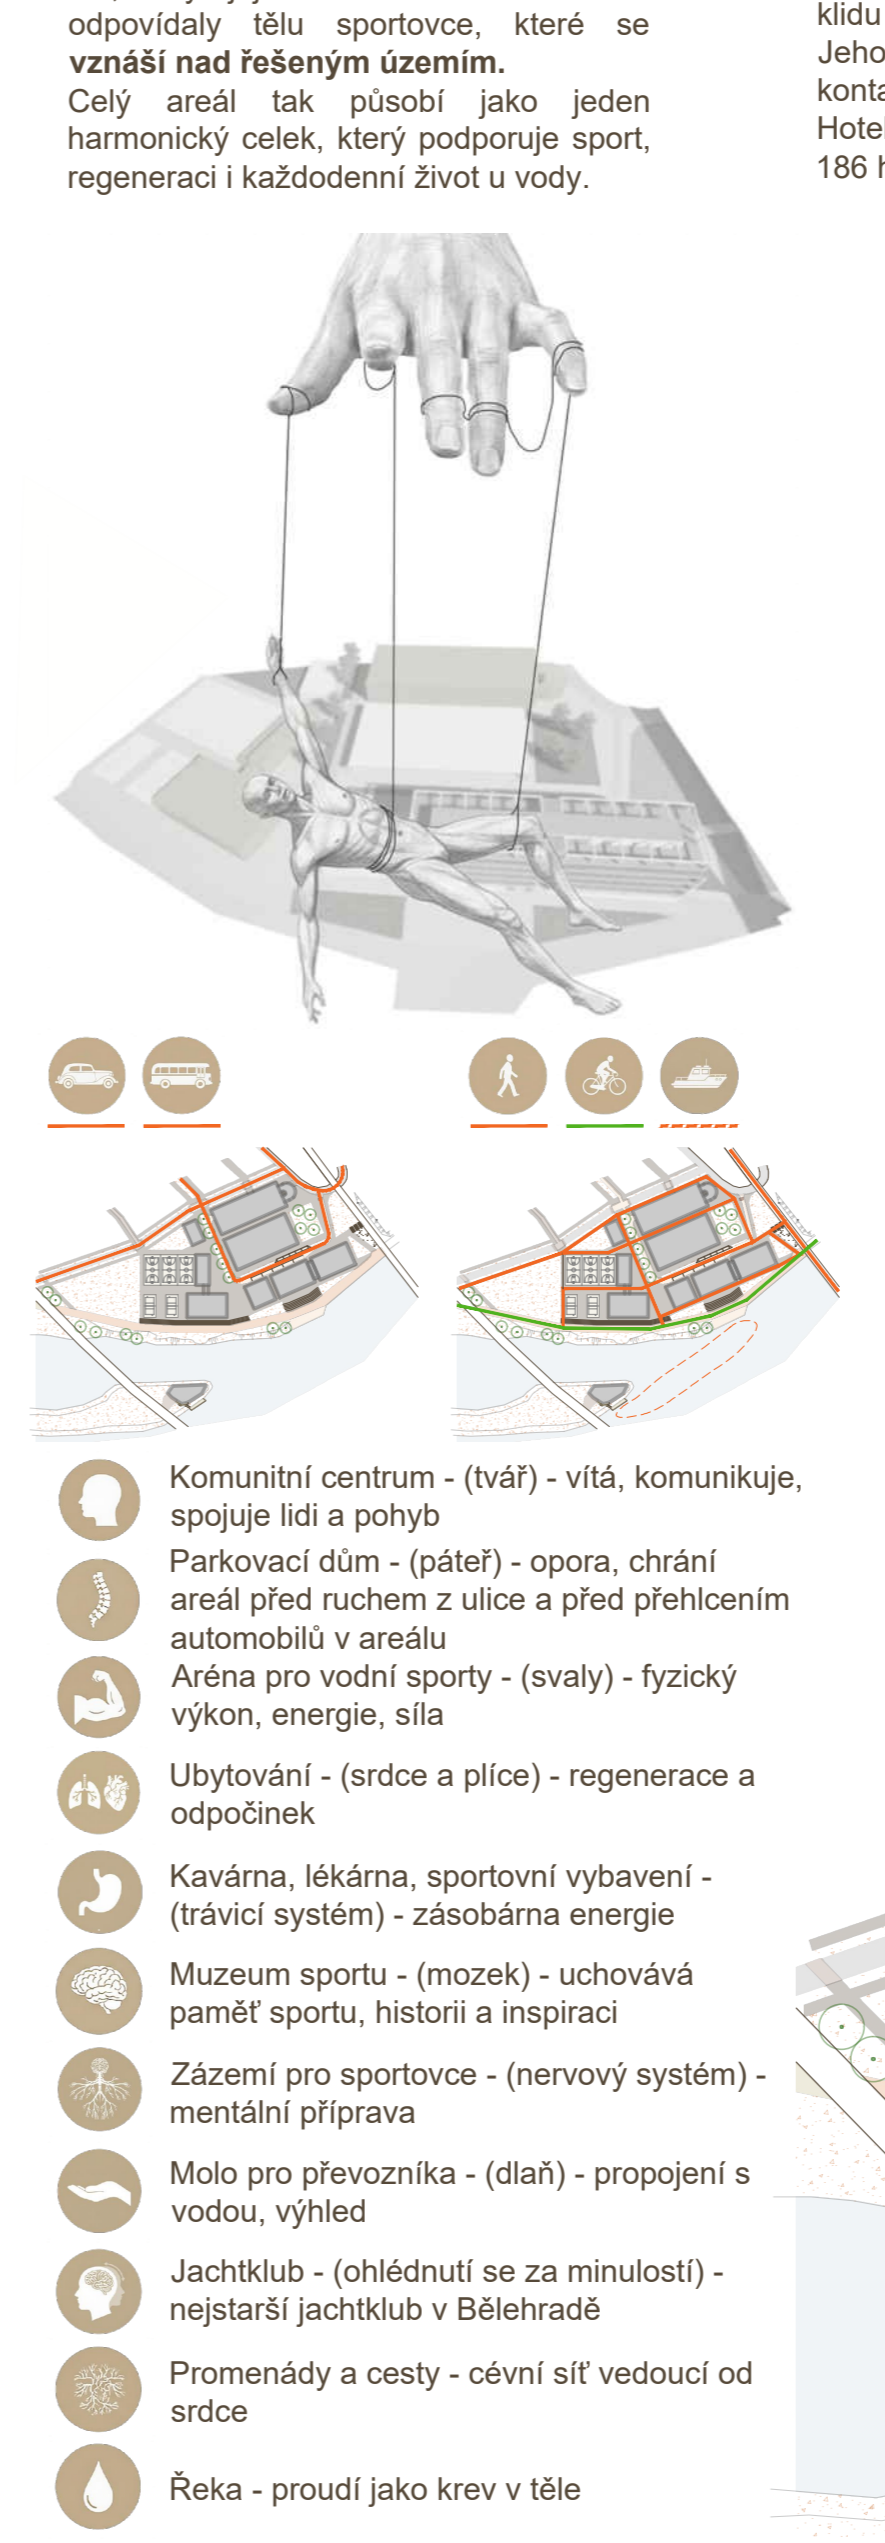 odpovídaly tělu sportovce, které se
vznáší nad řešeným územím.
Celý areál tak působí jako jeden
harmonický celek, který podporuje sport,
regeneraci i každodenní život u vody.
klidu
Jeho
Hotel
186
Komunitní centrum - (tvář) - vítá, komunikuje,
spojuje lidi a pohyb
Parkovací dům - (páteř) - opora, chrání
areál před ruchem z ulice a před přehlcením
automobilů v areálu
Aréna pro vodní sporty - (svaly) - fyzický
výkon, energie, síla
Ubytování - (srdce a plíce) - regenerace a
odpočinek
Kavárna, lékárna, sportovní vybavení -
(trávicí systém) - zásobárna energie
Muzeum sportu - (mozek) - uchovává
paměť sportu, historii a inspiraci
Zázemí pro sportovce - (nervový systém) -
mentální příprava
Molo pro převozníka - (dlaň) - propojení s
vodou, výhled
Jachtklub - (ohlédnutí se za minulostí) -
nejstarší jachtklub v Bělehradě
Promenády a cesty - cévní síť vedoucí od
srdce
Řeka - proudí jako krev v těle